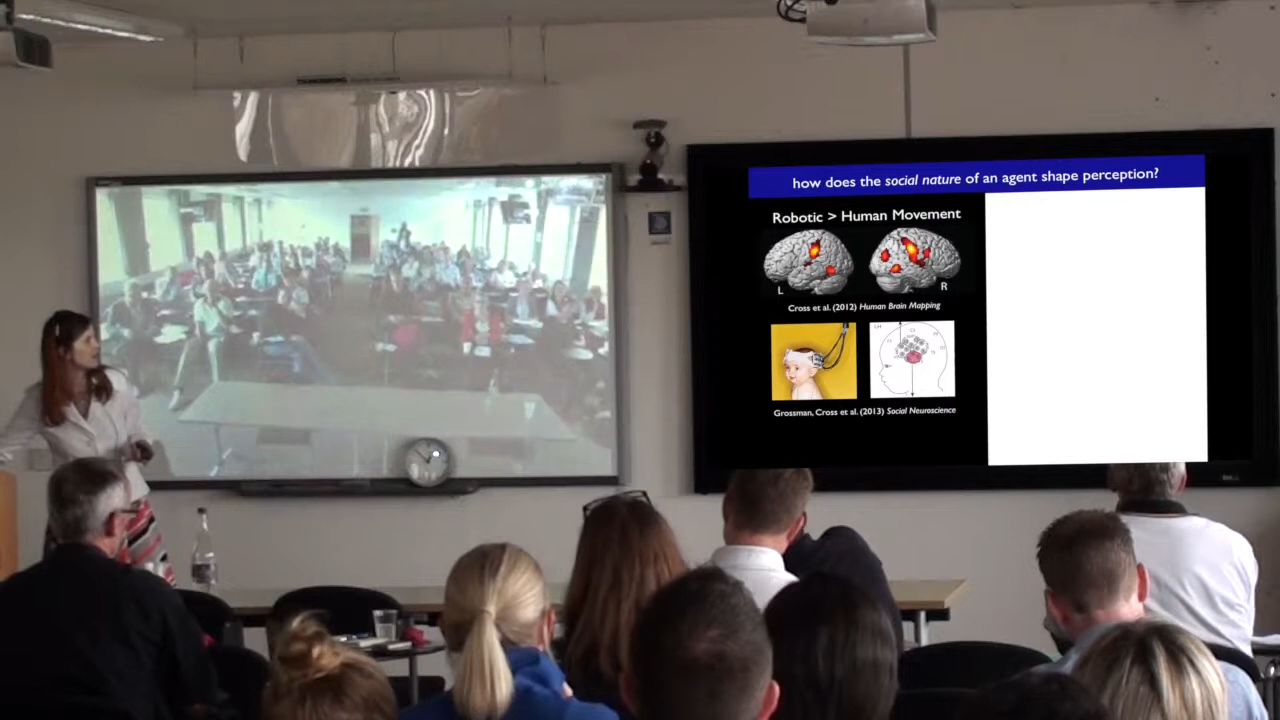 how does the social nature of an agent shape perception?
Robotic > Human Movement
L
R
Cross et al. (2012) Human Brain Mapping
Grossman, Cross et al. (2013) Social Neuroscience